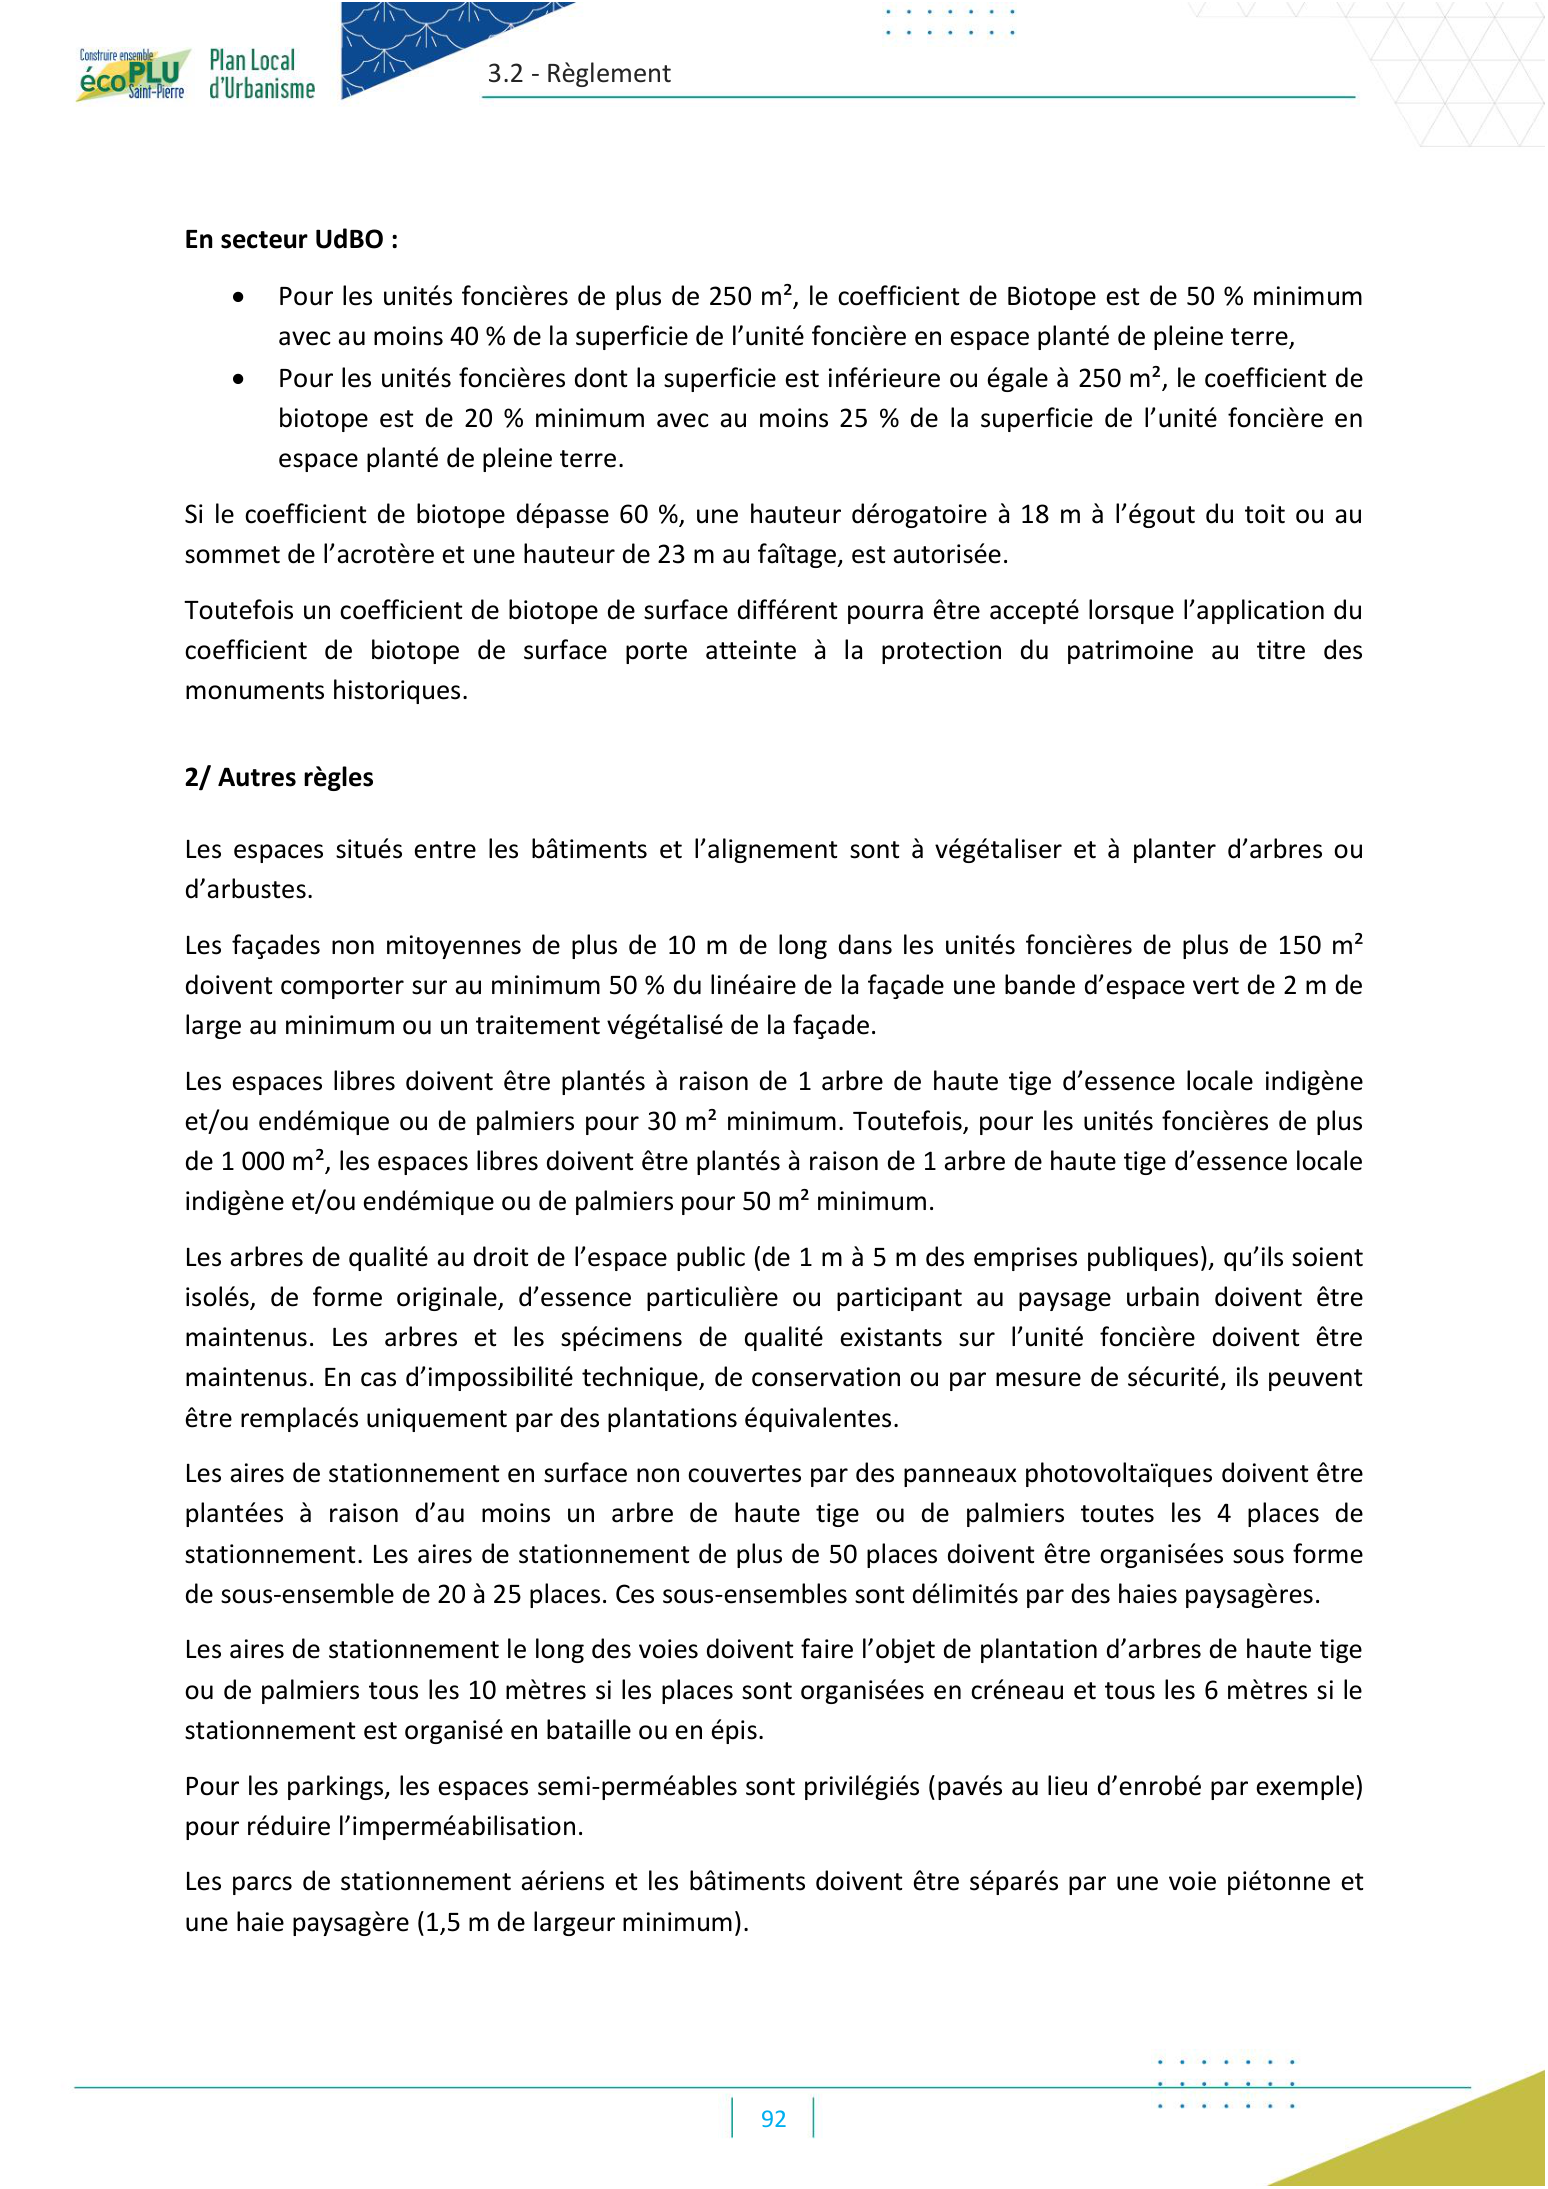 Construire ensemble
écoPLU
Saint-Pierre
Plan Local
d'Urbanisme
3.2 - Règlement
En secteur UdBO :
• Pour les unités foncières de plus de 250 m², le coefficient de Biotope est de 50 % minimum
avec au moins 40 % de la superficie de l’unité foncière en espace planté de pleine terre,
• Pour les unités foncières dont la superficie est inférieure ou égale à 250 m², le coefficient de
biotope est de 20 % minimum avec au moins 25 % de la superficie de l’unité foncière en
espace planté de pleine terre.
Si le coefficient de biotope dépasse 60 %, une hauteur dérogatoire à 18 m à l’égout du toit ou au
sommet de l’acrotère et une hauteur de 23 m au faîtage, est autorisée.
Toutefois un coefficient de biotope de surface différent pourra être accepté lorsque l’application du
coefficient de biotope de surface porte atteinte à la protection du patrimoine au titre des
monuments historiques.
2/ Autres règles
Les espaces situés entre les bâtiments et l’alignement sont à végétaliser et à planter d’arbres ou
d’arbustes.
Les façades non mitoyennes de plus de 10 m de long dans les unités foncières de plus de 150 m²
doivent comporter sur au minimum 50 % du linéaire de la façade une bande d’espace vert de 2 m de
large au minimum ou un traitement végétalisé de la façade.
Les espaces libres doivent être plantés à raison de 1 arbre de haute tige d’essence locale indigène
et/ou endémique ou de palmiers pour 30 m² minimum. Toutefois, pour les unités foncières de plus
de 1 000 m², les espaces libres doivent être plantés à raison de 1 arbre de haute tige d’essence locale
indigène et/ou endémique ou de palmiers pour 50 m² minimum.
Les arbres de qualité au droit de l’espace public (de 1 m à 5 m des emprises publiques), qu’ils soient
isolés, de forme originale, d’essence particulière ou participant au paysage urbain doivent être
maintenus. Les arbres et les spécimens de qualité existants sur l’unité foncière doivent être
maintenus. En cas d’impossibilité technique, de conservation ou par mesure de sécurité, ils peuvent
être remplacés uniquement par des plantations équivalentes.
Les aires de stationnement en surface non couvertes par des panneaux photovoltaïques doivent être
plantées à raison d’au moins un arbre de haute tige ou de palmiers toutes les 4 places de
stationnement. Les aires de stationnement de plus de 50 places doivent être organisées sous forme
de sous-ensemble de 20 à 25 places. Ces sous-ensembles sont délimités par des haies paysagères.
Les aires de stationnement le long des voies doivent faire l’objet de plantation d’arbres de haute tige
ou de palmiers tous les 10 mètres si les places sont organisées en créneau et tous les 6 mètres si le
stationnement est organisé en bataille ou en épis.
Pour les parkings, les espaces semi-perméables sont privilégiés (pavés au lieu d’enrobé par exemple)
pour réduire l’imperméabilisation.
Les parcs de stationnement aériens et les bâtiments doivent être séparés par une voie piétonne et
une haie paysagère (1,5 m de largeur minimum).
92